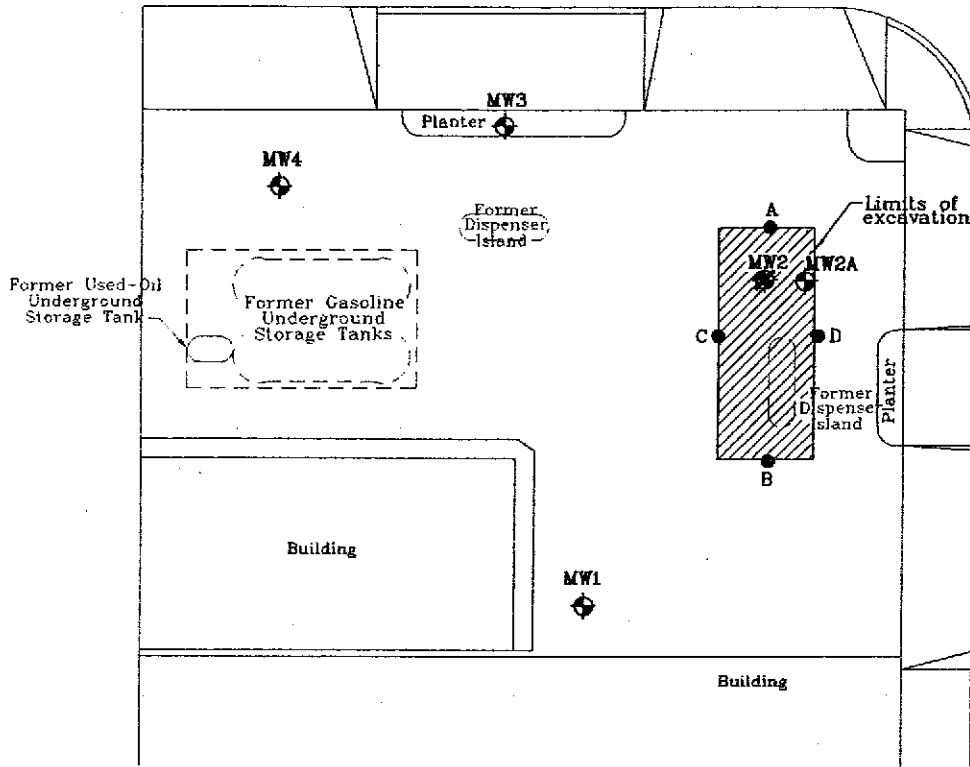 MW3
Planter
MW4
Former
Dispenser
Island
A
Limits of
excavation
MW2
MW2A
Former Used-Oil
Underground
Storage Tank
Former Gasoline
Underground
Storage Tanks
C
D
Former
Dispenser
Island
Planter
B
Building
MW1
Building